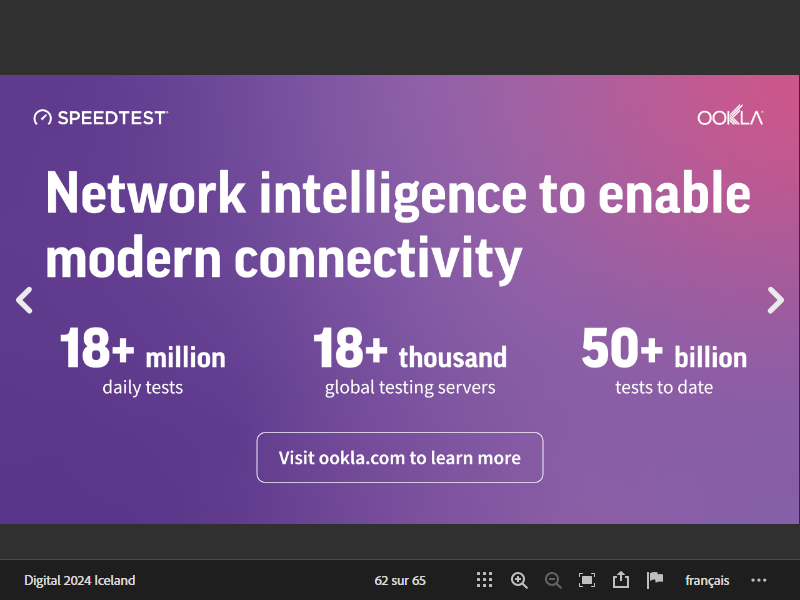 SPEEDTEST
OOKLA
Network intelligence to enable
modern connectivity
18+ million
daily tests
18+ thousand
global testing servers
50+ billion
tests to date
Visit ookla.com to learn more
Digital 2024 Iceland
62 sur 65
français